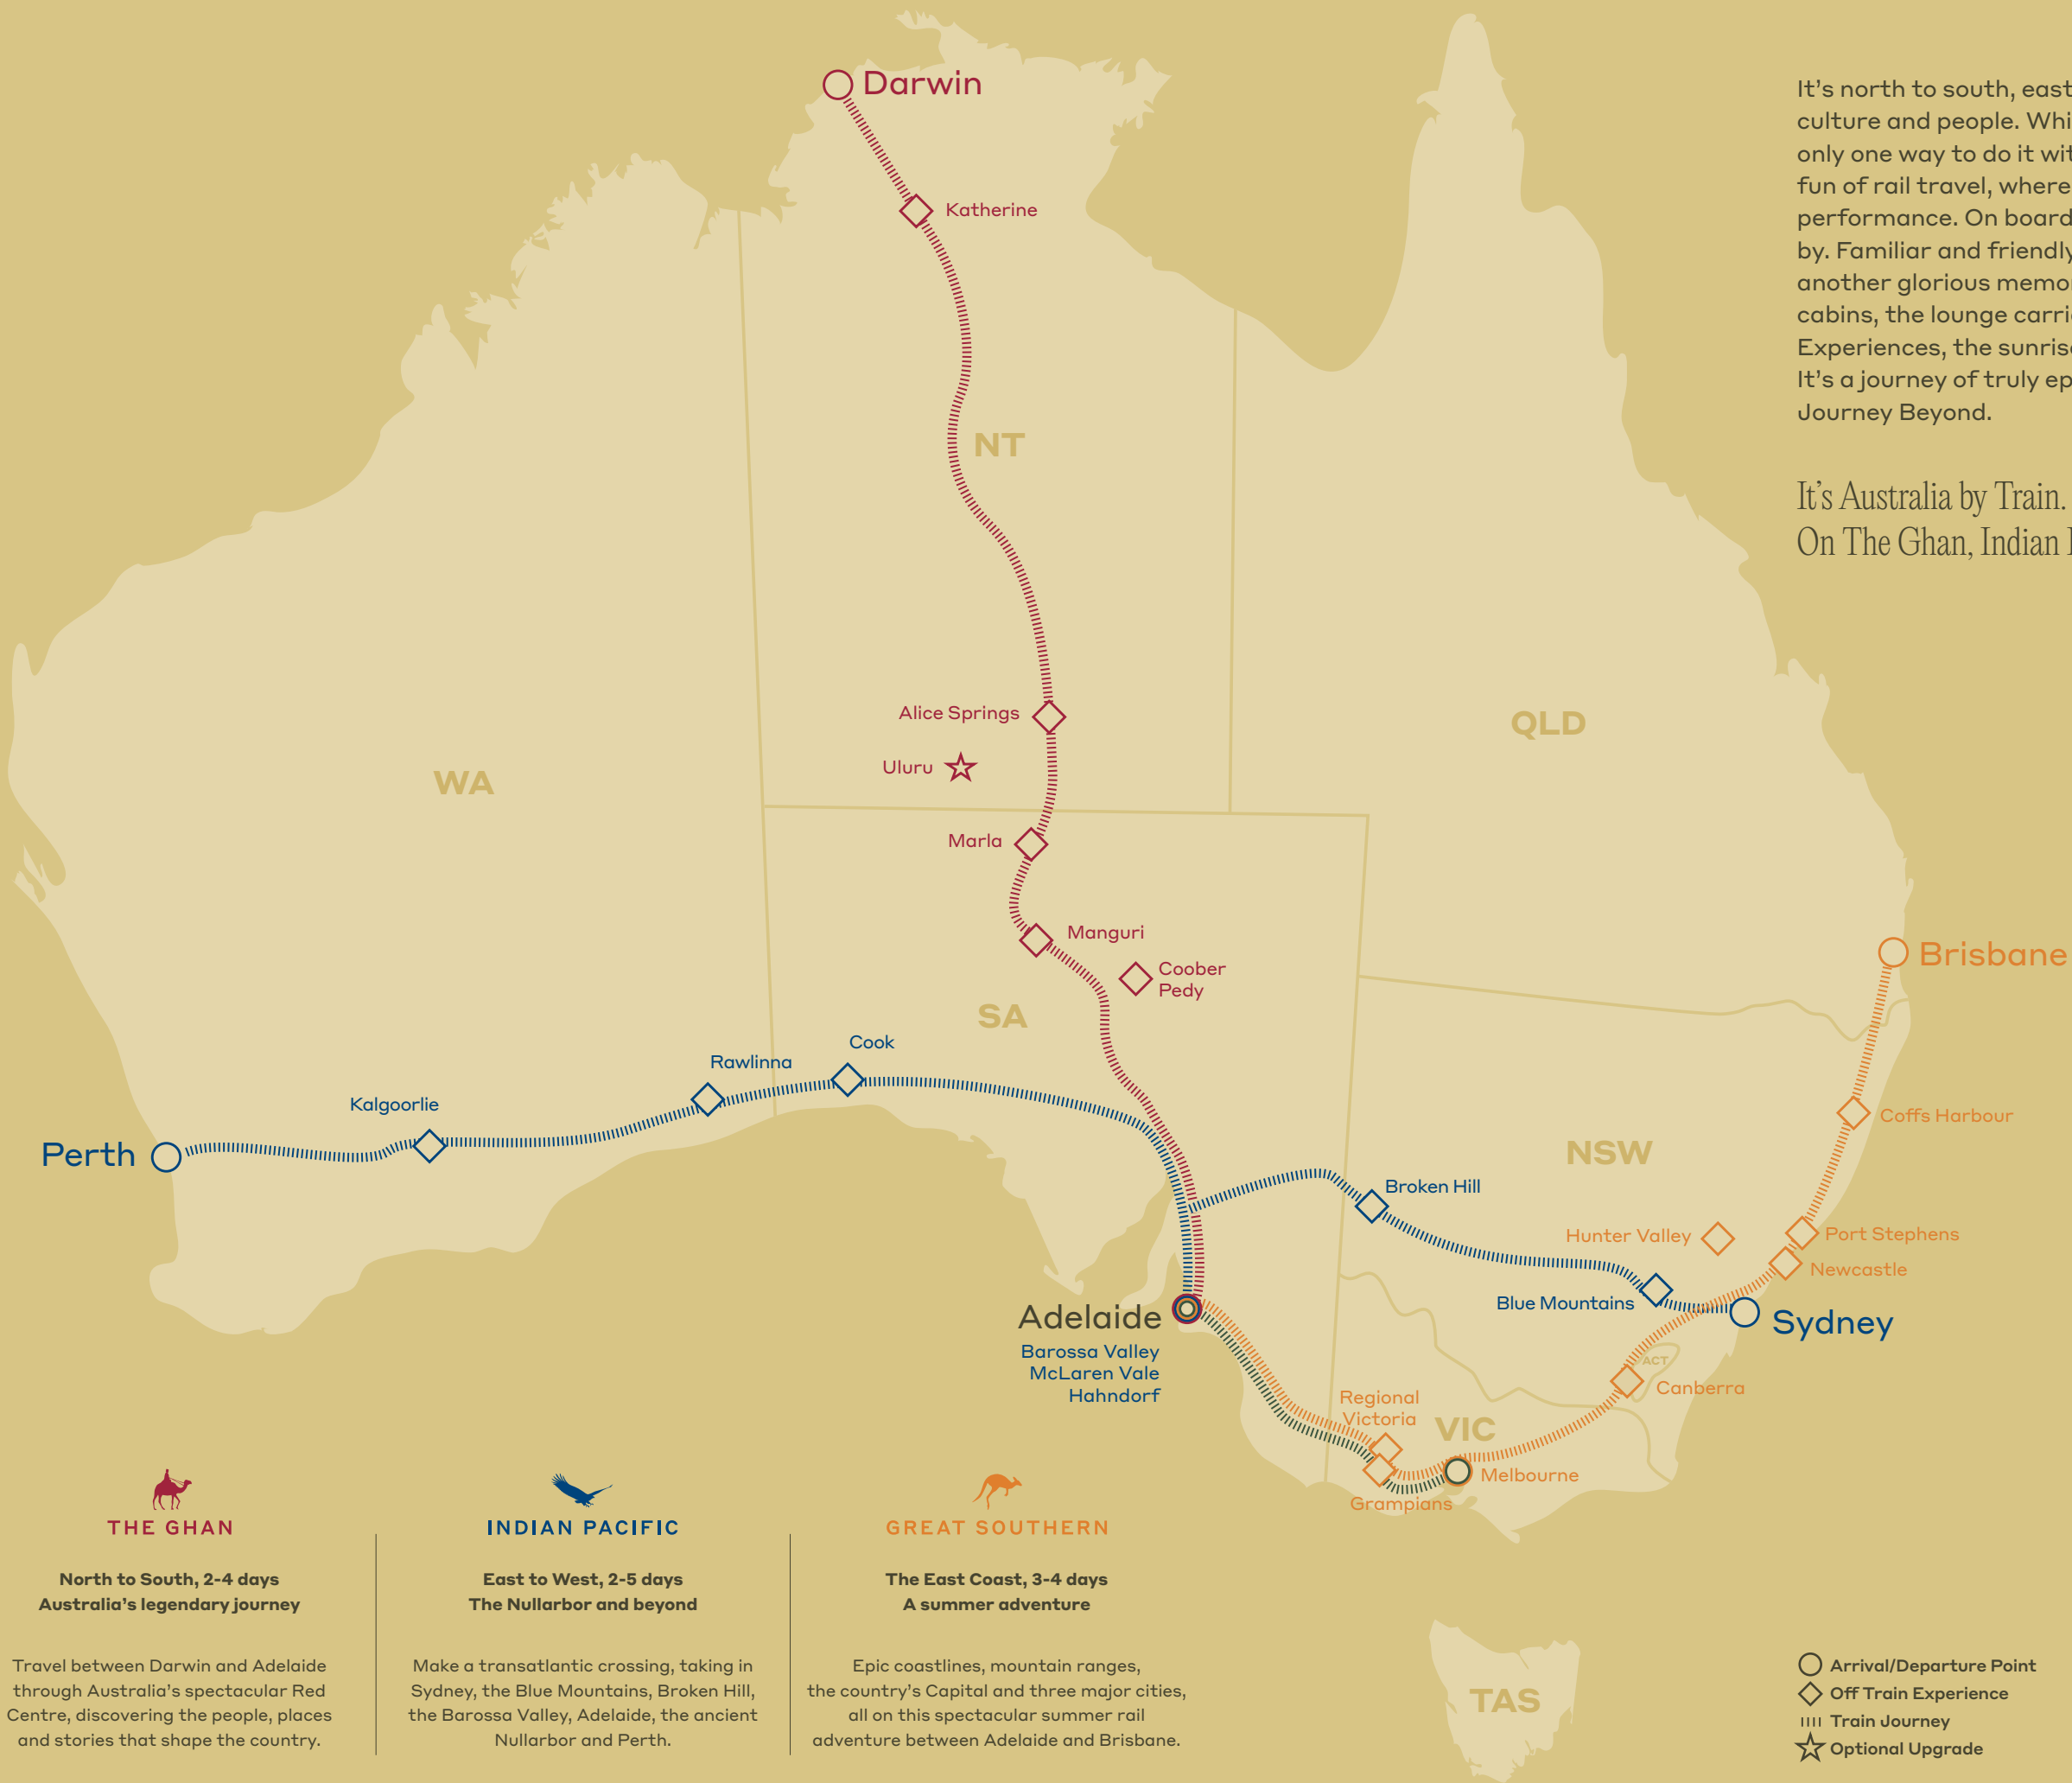 Darwin
Katherine
NT
Alice Springs
Uluru
QLD
WA
Marla
Manguri
Coober
Pedy
SA
Brisbane
Cook
Rawlinna
Kalgoorlie
Perth
Coffs Harbour
NSW
Broken Hill
Hunter Valley
Port Stephens
Newcastle
Blue Mountains
Sydney
Adelaide
Barossa Valley
McLaren Vale
Hahndorf
ACT
Canberra
Regional
Victoria
VIC
Melbourne
Grampians
TAS
It's north to south, east
culture and people. Whi
only one way to do it wit
fun of rail travel, where
performance. On board
by. Familiar and friendly
another glorious memo
cabins, the lounge carri
Experiences, the sunris
It's a journey of truly ep
Journey Beyond.
It's Australia by Train.
On The Ghan, Indian
THE GHAN
North to South, 2-4 days
Australia's legendary journey
Travel between Darwin and Adelaide
through Australia's spectacular Red
Centre, discovering the people, places
and stories that shape the country.
INDIAN PACIFIC
East to West, 2-5 days
The Nullarbor and beyond
Make a transatlantic crossing, taking in
Sydney, the Blue Mountains, Broken Hill,
the Barossa Valley, Adelaide, the ancient
Nullarbor and Perth.
GREAT SOUTHERN
The East Coast, 3-4 days
A summer adventure
Epic coastlines, mountain ranges,
the country's Capital and three major cities,
all on this spectacular summer rail
adventure between Adelaide and Brisbane.
Arrival/Departure Point
Off Train Experience
Train Journey
Optional Upgrade